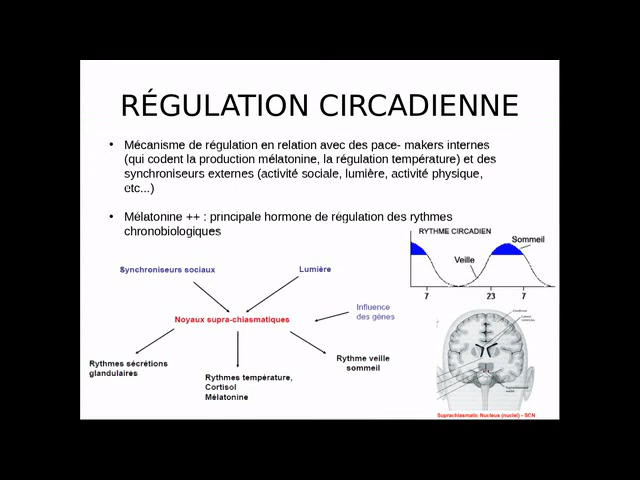 RÉGULATION CIRCADIENNE
• Mécanisme de régulation en relation avec des pace- makers internes
(qui codent la production mélatonine, la régulation température) et des
synchroniseurs externes (activité sociale, lumière, activité physique,
etc...)
• Mélatonine ++ : principale hormone de régulation des rythmes
chronobiologiques
RYTHME CIRCADIEN
Sommeil
Veille
7
23
7
Synchroniseurs sociaux
Lumière
Influence
des gènes
Noyaux supra-chiasmatiques
Rythmes sécrétions
glandulaires
Rythmes température,
Cortisol
Mélatonine
Rythme veille
sommeil
Suprachiasmatic Nucleus (nuclei) - SCN